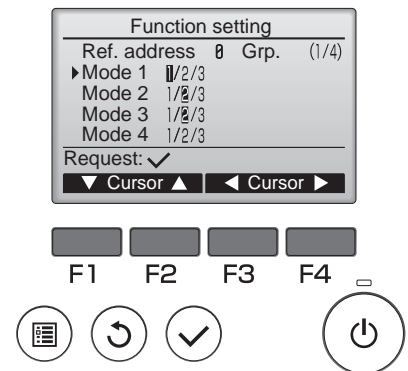 Function setting
Ref. address 0 Grp. (1/4)
▶Mode 1 1/2/3
Mode 2 1/2/3
Mode 3 1/2/3
Mode 4 1/2/3
Request: ✓
▼ Cursor ▲ ◀ Cursor ▶
F1 F2 F3 F4